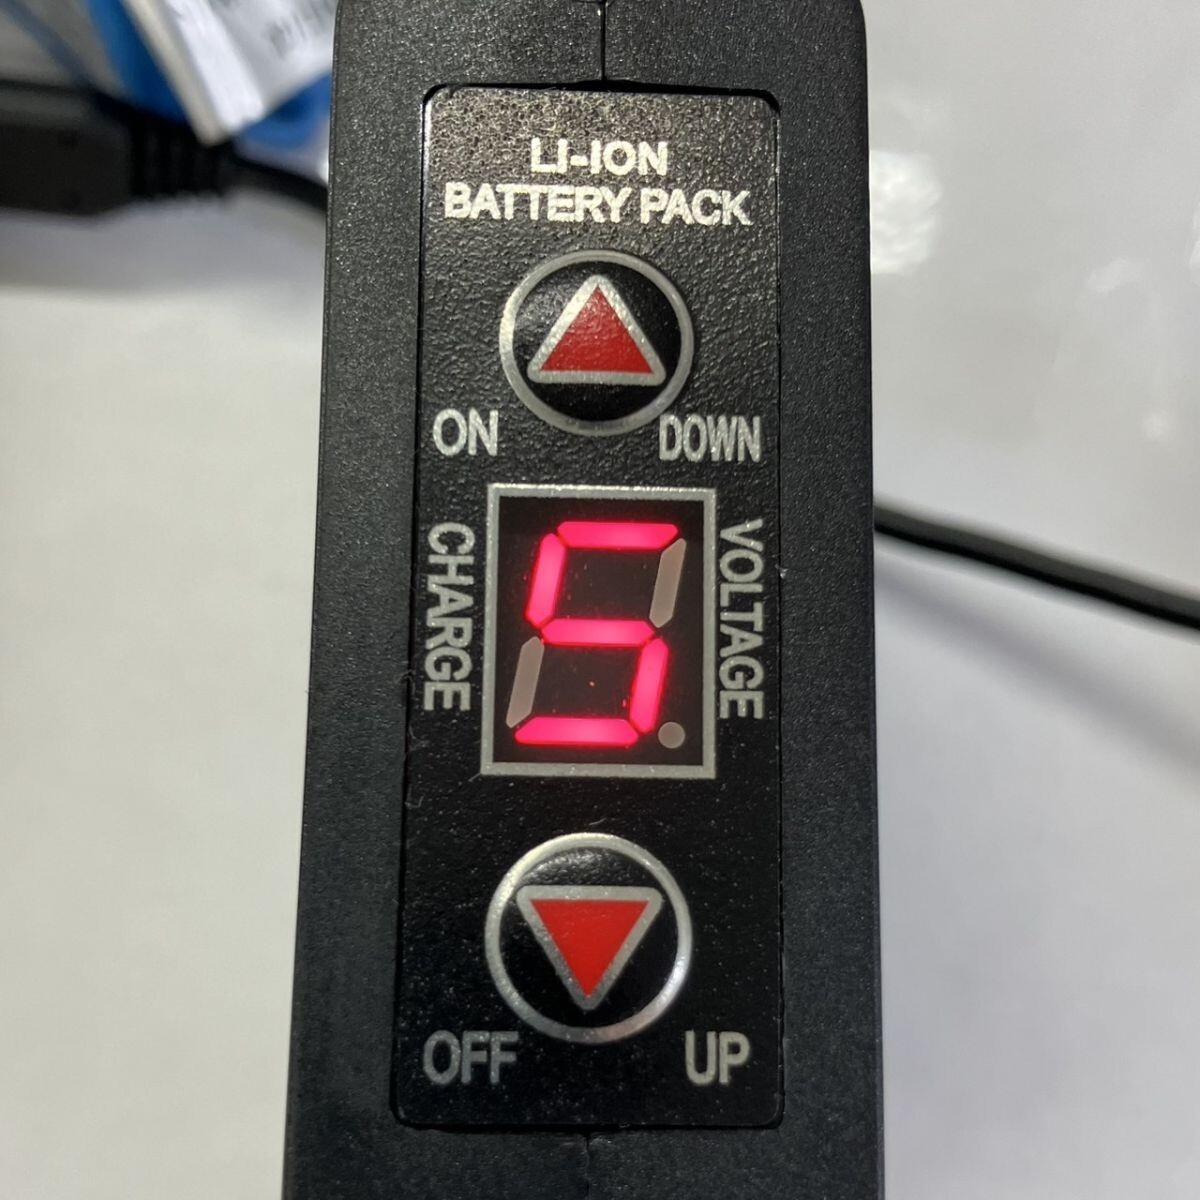 LI-ION
BATTERY PACK
ON DOWN
CHARGE
5
VOLTAGE
OFF UP